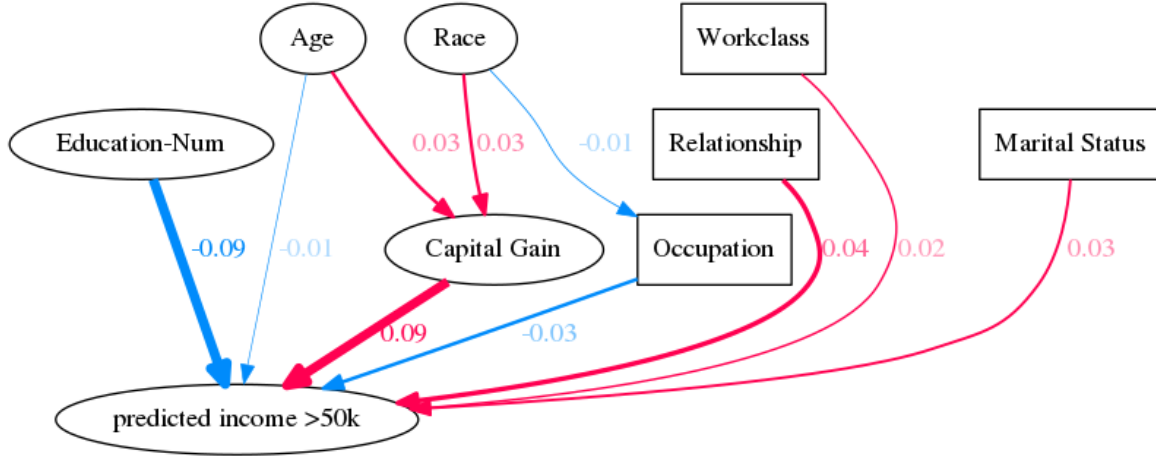 Age
Race
Workclass
Education-Num
0.03
0.03
-0.01
Relationship
Marital Status
-0.09
-0.01
Capital Gain
Occupation
0.04
0.02
0.03
0.09
-0.03
predicted income >50k